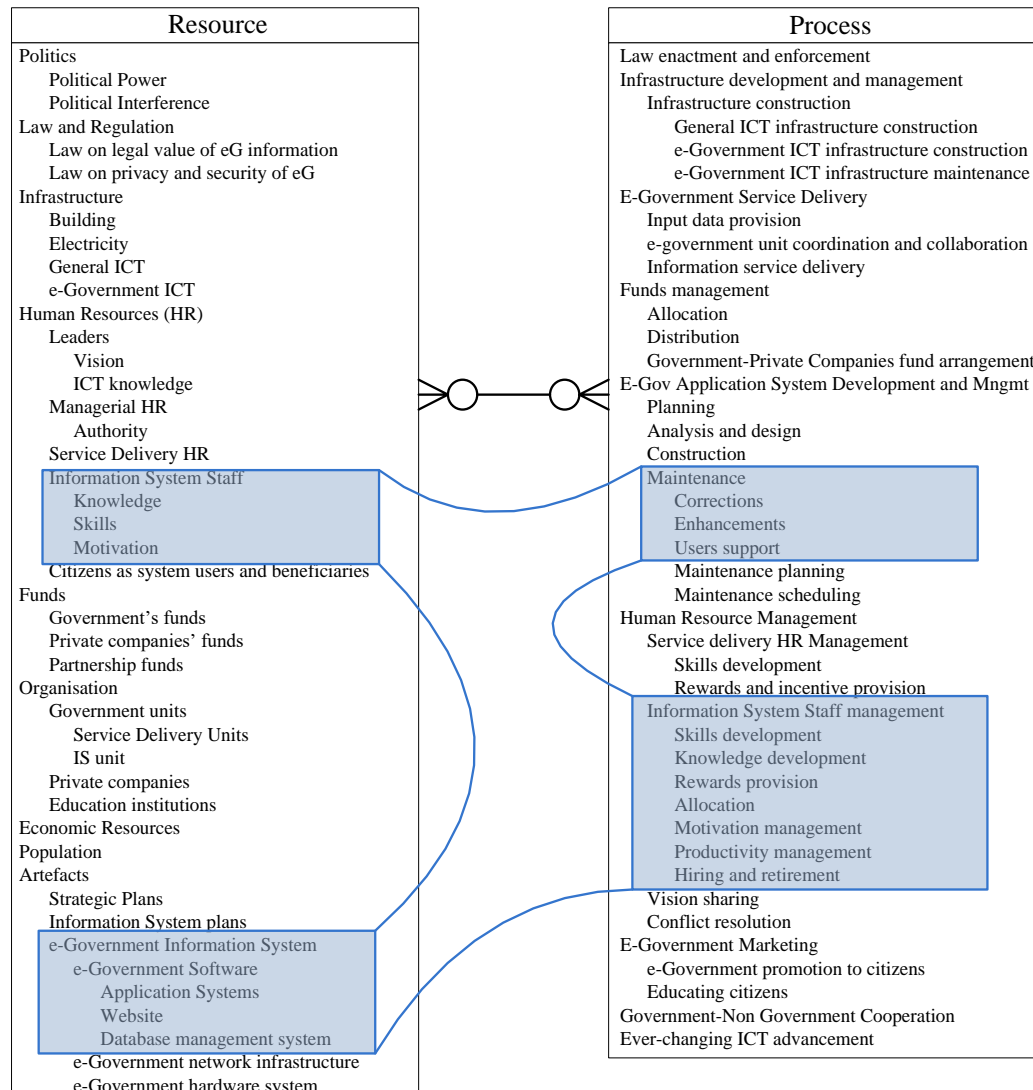 Resource
Politics
Political Power
Political Interference
Law and Regulation
Law on legal value of eG information
Law on privacy and security of eG
Infrastructure
Building
Electricity
General ICT
e-Government ICT
Human Resources (HR)
Leaders
Vision
ICT knowledge
Managerial HR
Authority
Service Delivery HR
Information System Staff
Knowledge
Skills
Motivation
Citizens as system users and beneficiaries
Funds
Government’s funds
Private companies’ funds
Partnership funds
Organisation
Government units
Service Delivery Units
IS unit
Private companies
Education institutions
Economic Resources
Population
Artefacts
Strategic Plans
Information System plans
e-Government Information System
e-Government Software
Application Systems
Website
Database management system
e-Government network infrastructure
e-Government hardware system
Process
Law enactment and enforcement
Infrastructure development and management
Infrastructure construction
General ICT infrastructure construction
e-Government ICT infrastructure construction
e-Government ICT infrastructure maintenance
E-Government Service Delivery
Input data provision
e-government unit coordination and collaboration
Information service delivery
Funds management
Allocation
Distribution
Government-Private Companies fund arrangement
E-Gov Application System Development and Mngmt
Planning
Analysis and design
Construction
Maintenance
Corrections
Enhancements
Users support
Maintenance planning
Maintenance scheduling
Human Resource Management
Service delivery HR Management
Skills development
Rewards and incentive provision
Information System Staff management
Skills development
Knowledge development
Rewards provision
Allocation
Motivation management
Productivity management
Hiring and retirement
Vision sharing
Conflict resolution
E-Government Marketing
e-Government promotion to citizens
Educating citizens
Government-Non Government Cooperation
Ever-changing ICT advancement